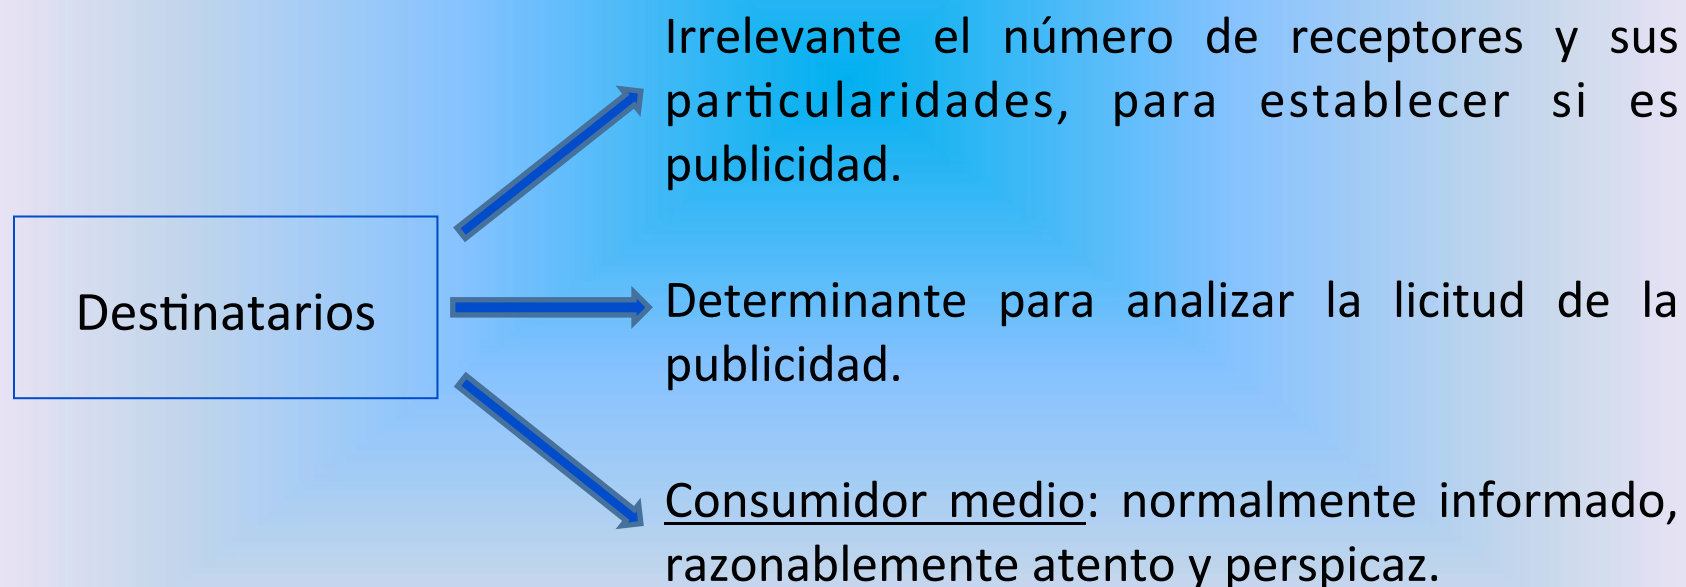 Irrelevante el número de receptores y sus
particularidades, para establecer si es
publicidad.
Destinatarios
Determinante para analizar la licitud de la
publicidad.
Consumidor medio: normalmente informado,
razonablemente atento y perspicaz.